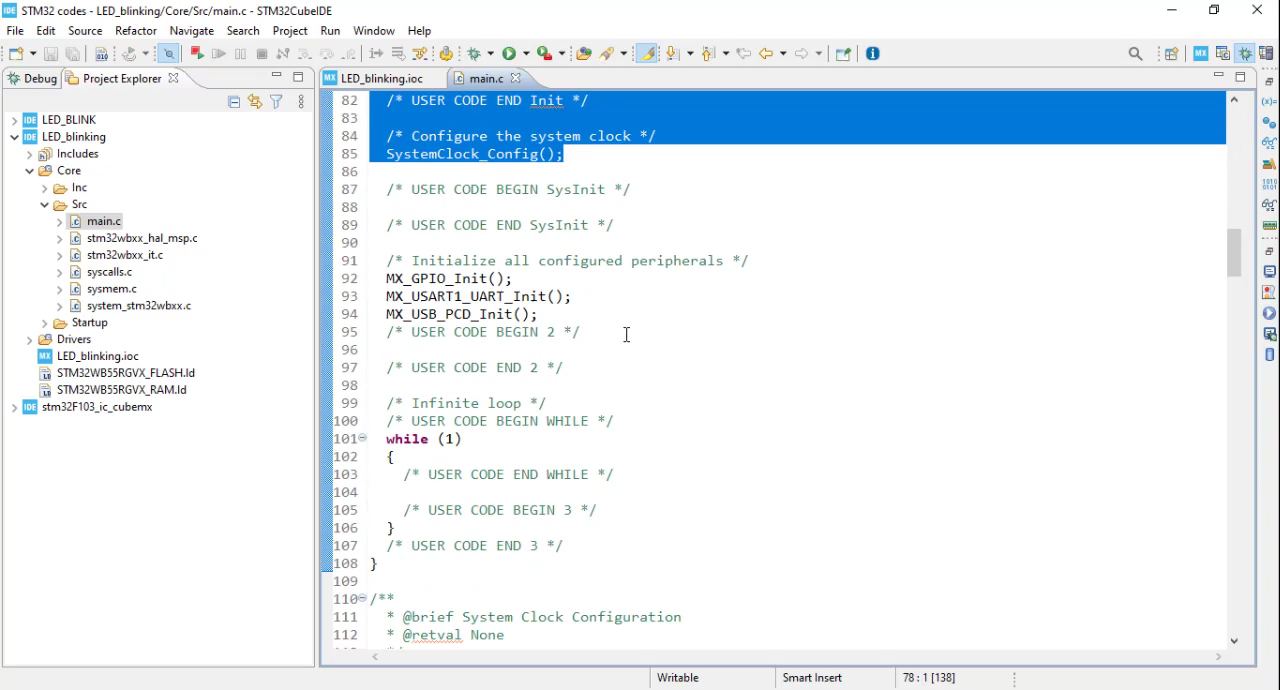 IDE STM32 codes - LED_blinking/Core/Src/main.c - STM32CubeIDE
File Edit Source Refactor Navigate Search Project Run Window Help
Debug Project Explorer
LED_blinking.ioc main.c
IDE LED_BLINK
IDE LED_blinking
Includes
Core
Inc
Src
main.c
stm32wbxx_hal_msp.c
stm32wbxx_it.c
syscalls.c
sysmem.c
system_stm32wbxx.c
Startup
Drivers
MX LED_blinking.ioc
STM32WB55RGVX_FLASH.ld
STM32WB55RGVX_RAM.ld
IDE stm32F103_ic_cubemx
82 /* USER CODE END Init */
83
84 /* Configure the system clock */
85 SystemClock_Config();
86
87 /* USER CODE BEGIN SysInit */
88
89 /* USER CODE END SysInit */
90
91 /* Initialize all configured peripherals */
92 MX_GPIO_Init();
93 MX_USART1_UART_Init();
94 MX_USB_PCD_Init();
95 /* USER CODE BEGIN 2 */
96
97 /* USER CODE END 2 */
98
99 /* Infinite loop */
100 /* USER CODE BEGIN WHILE */
101 while (1)
102 {
103 /* USER CODE END WHILE */
104
105 /* USER CODE BEGIN 3 */
106 }
107 /* USER CODE END 3 */
108 }
109
110 /**
111 * @brief System Clock Configuration
112 * @retval None
Writable Smart Insert 78 : 1 [138]